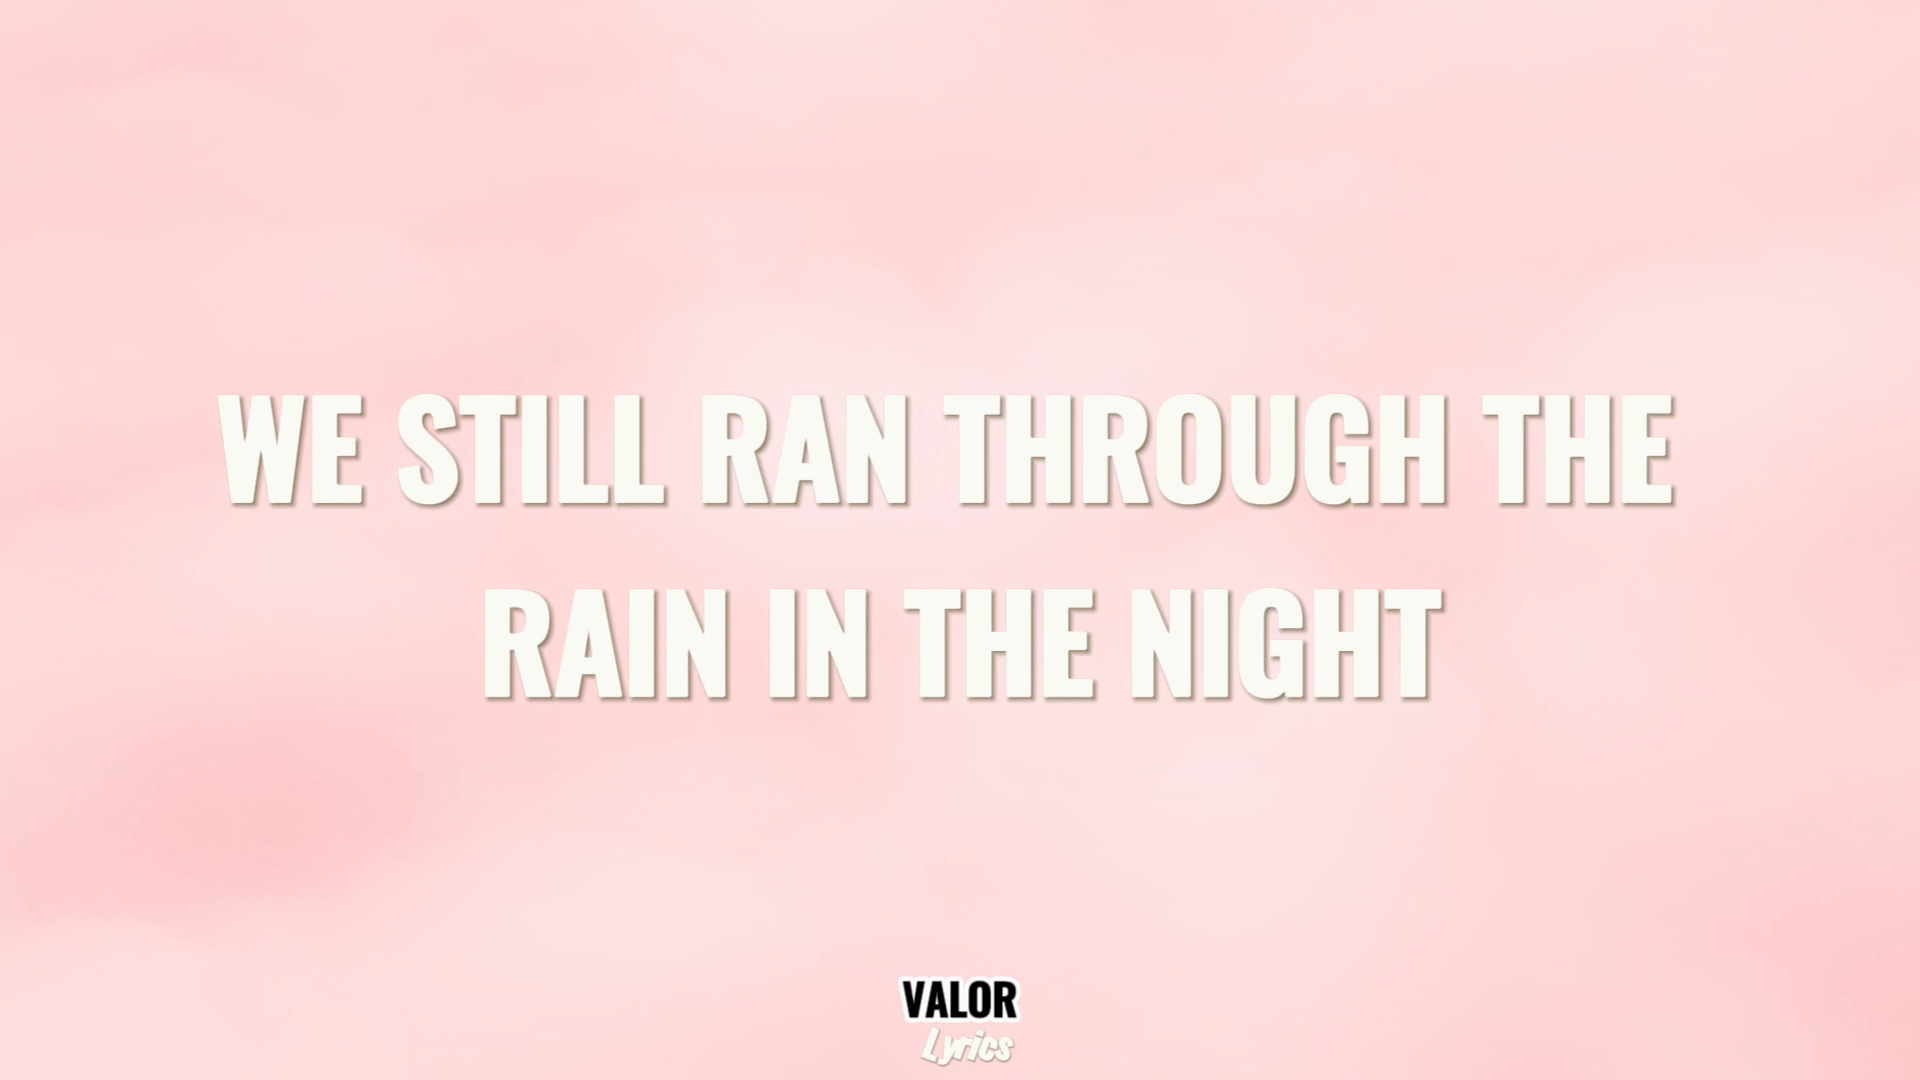 WE STILL RAN THROUGH THE
RAIN IN THE NIGHT
VALOR
Lyrics